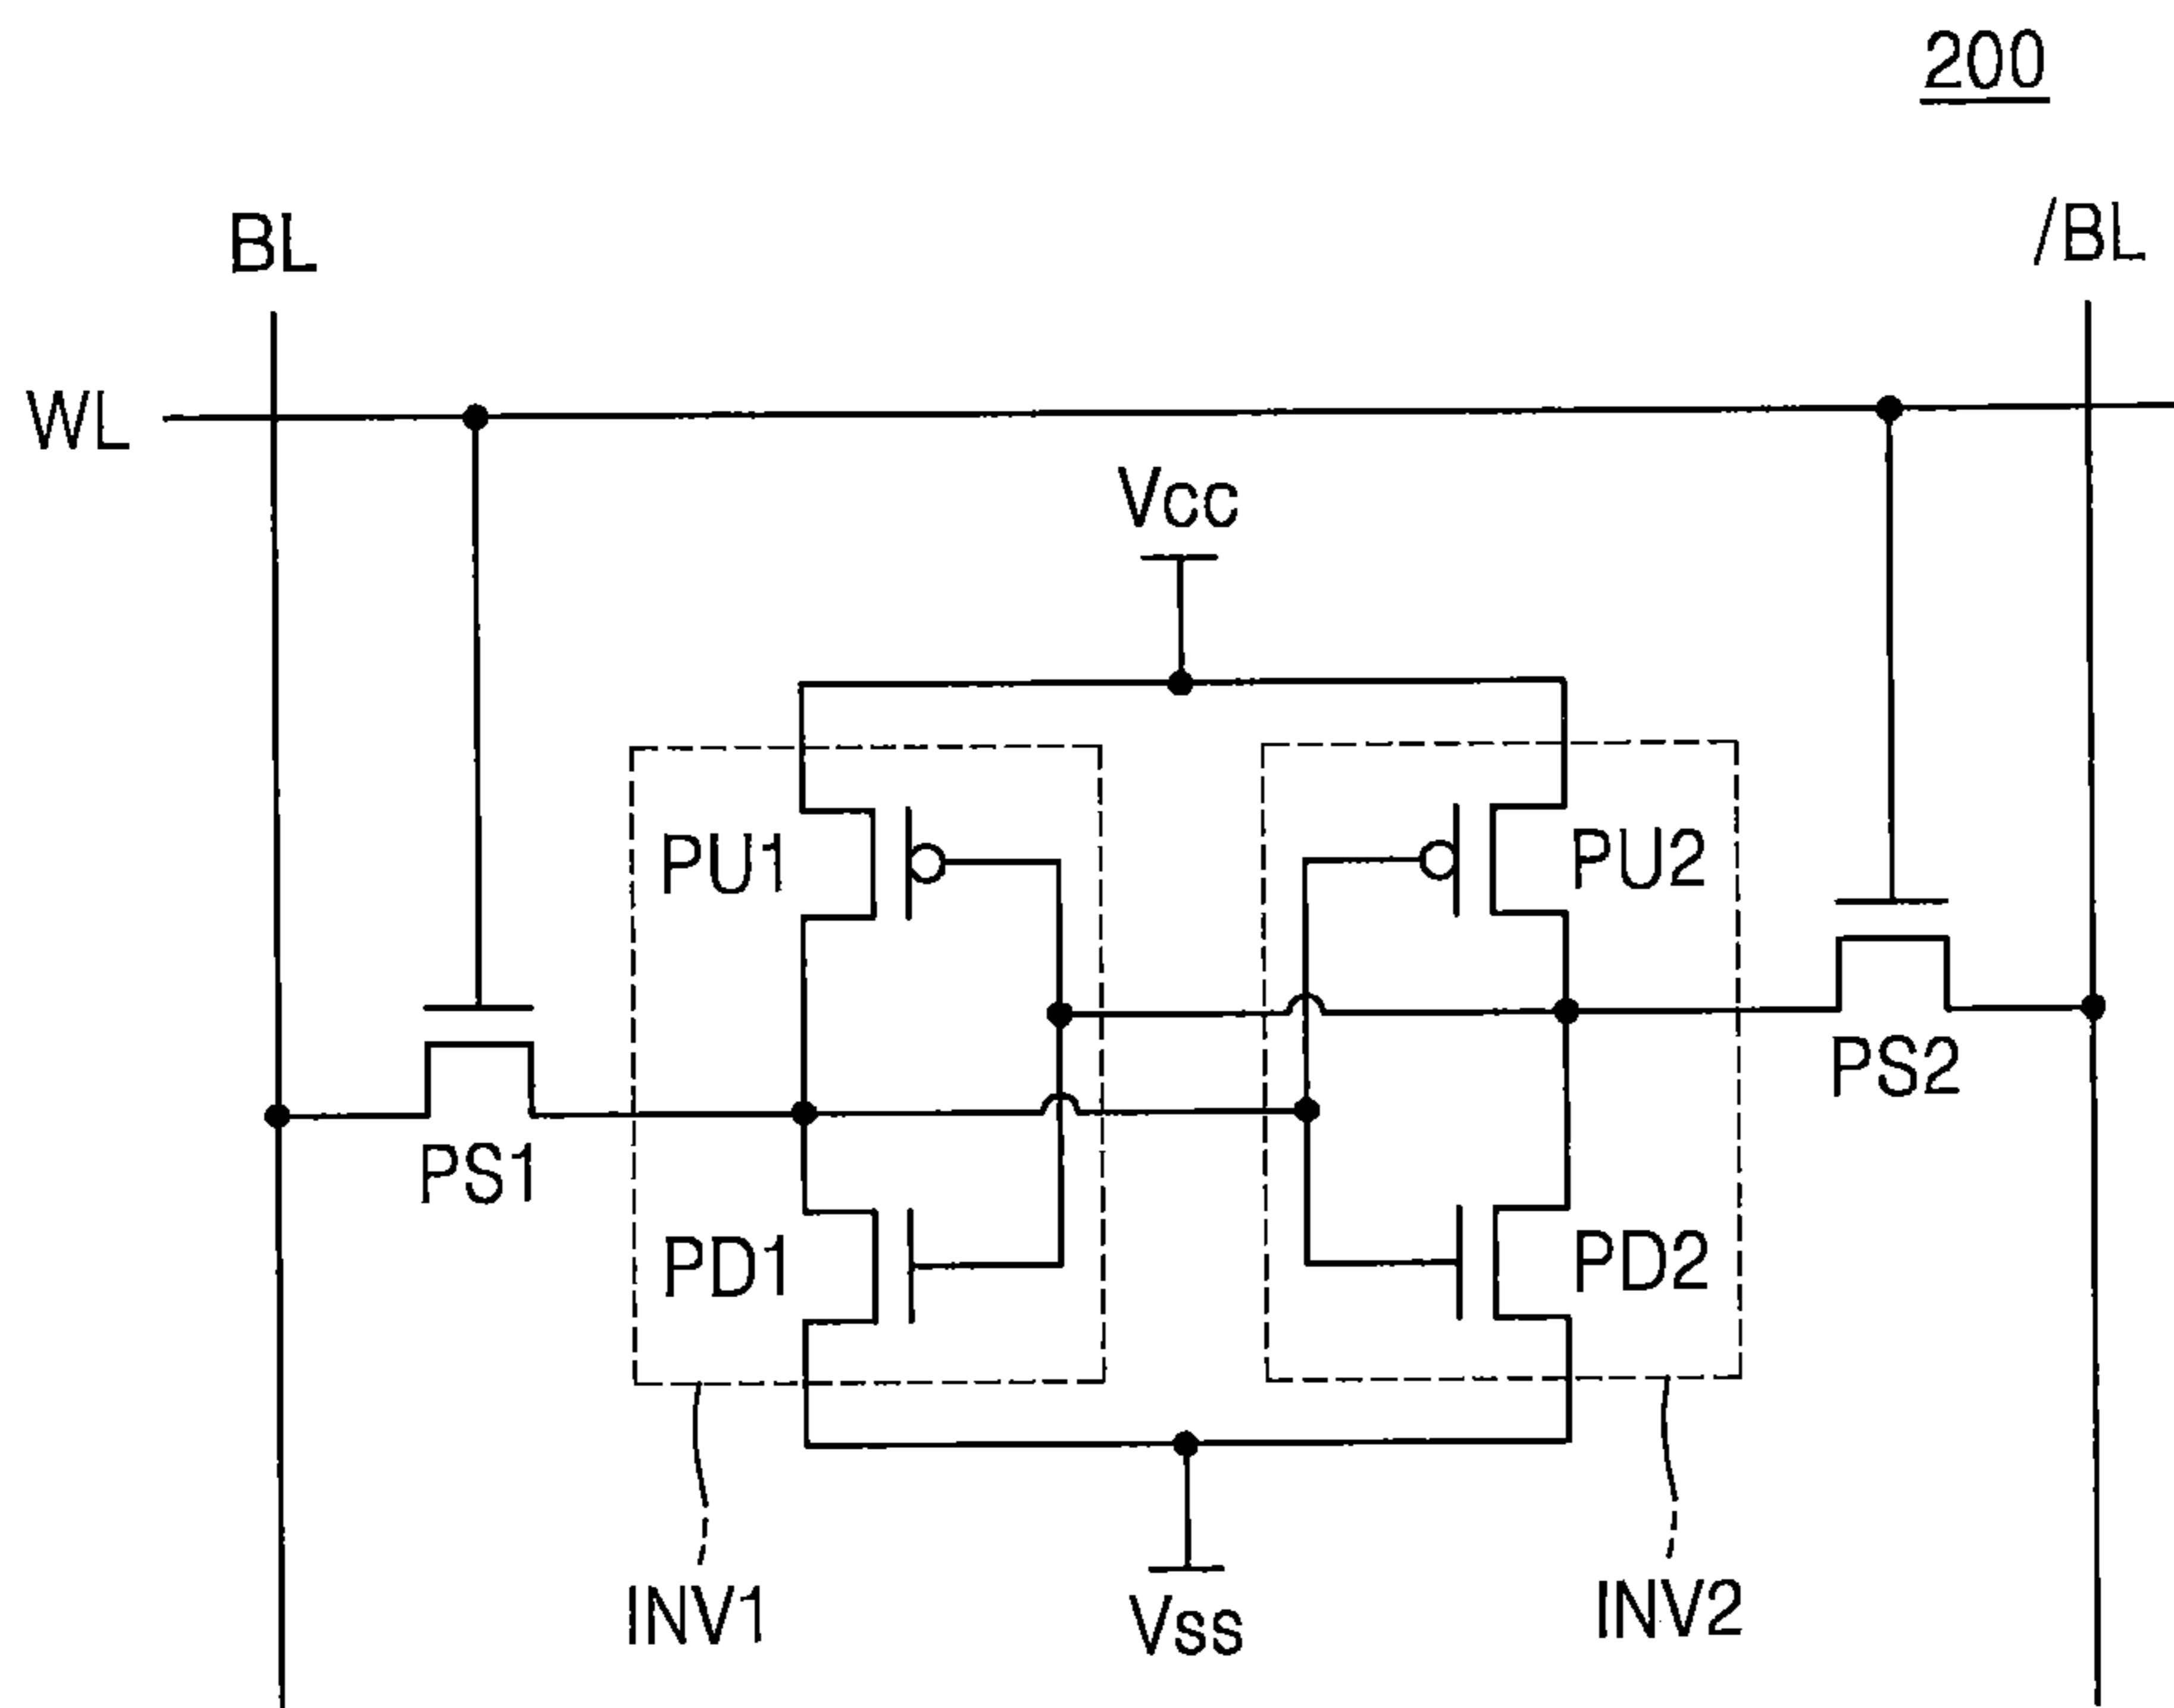 200
BL
/BL
WL
Vcc
PU1
PU2
PS1
PS2
PD1
PD2
INV1
Vss
INV2